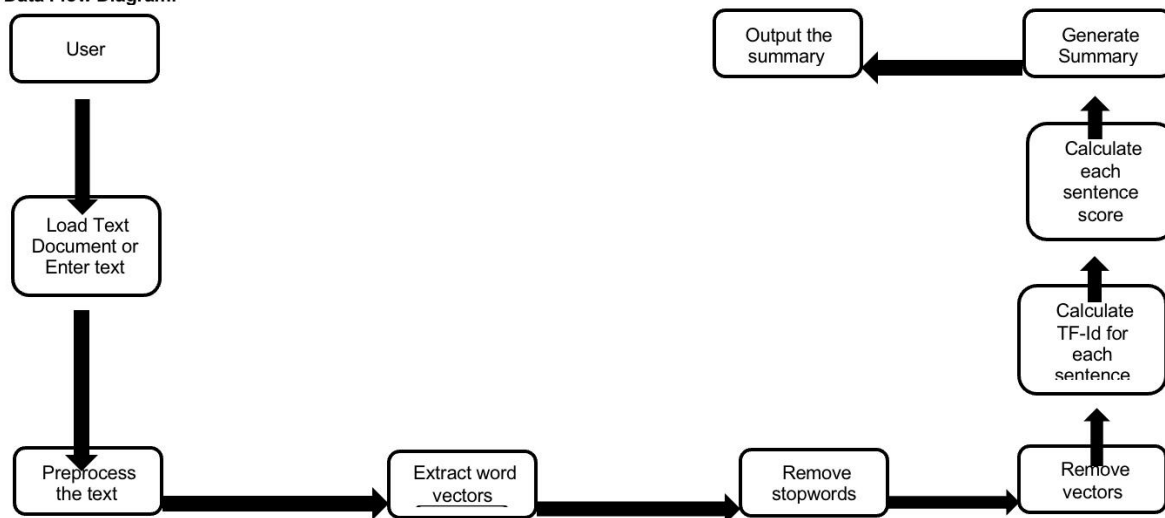 Data Flow Diagram:
User
Load Text
Document or
Enter text
Preprocess
the text
Extract word
vectors
Remove
stopwords
Remove
vectors
Calculate
TF-Id for
each
sentence
Calculate
each
sentence
score
Generate
Summary
Output the
summary